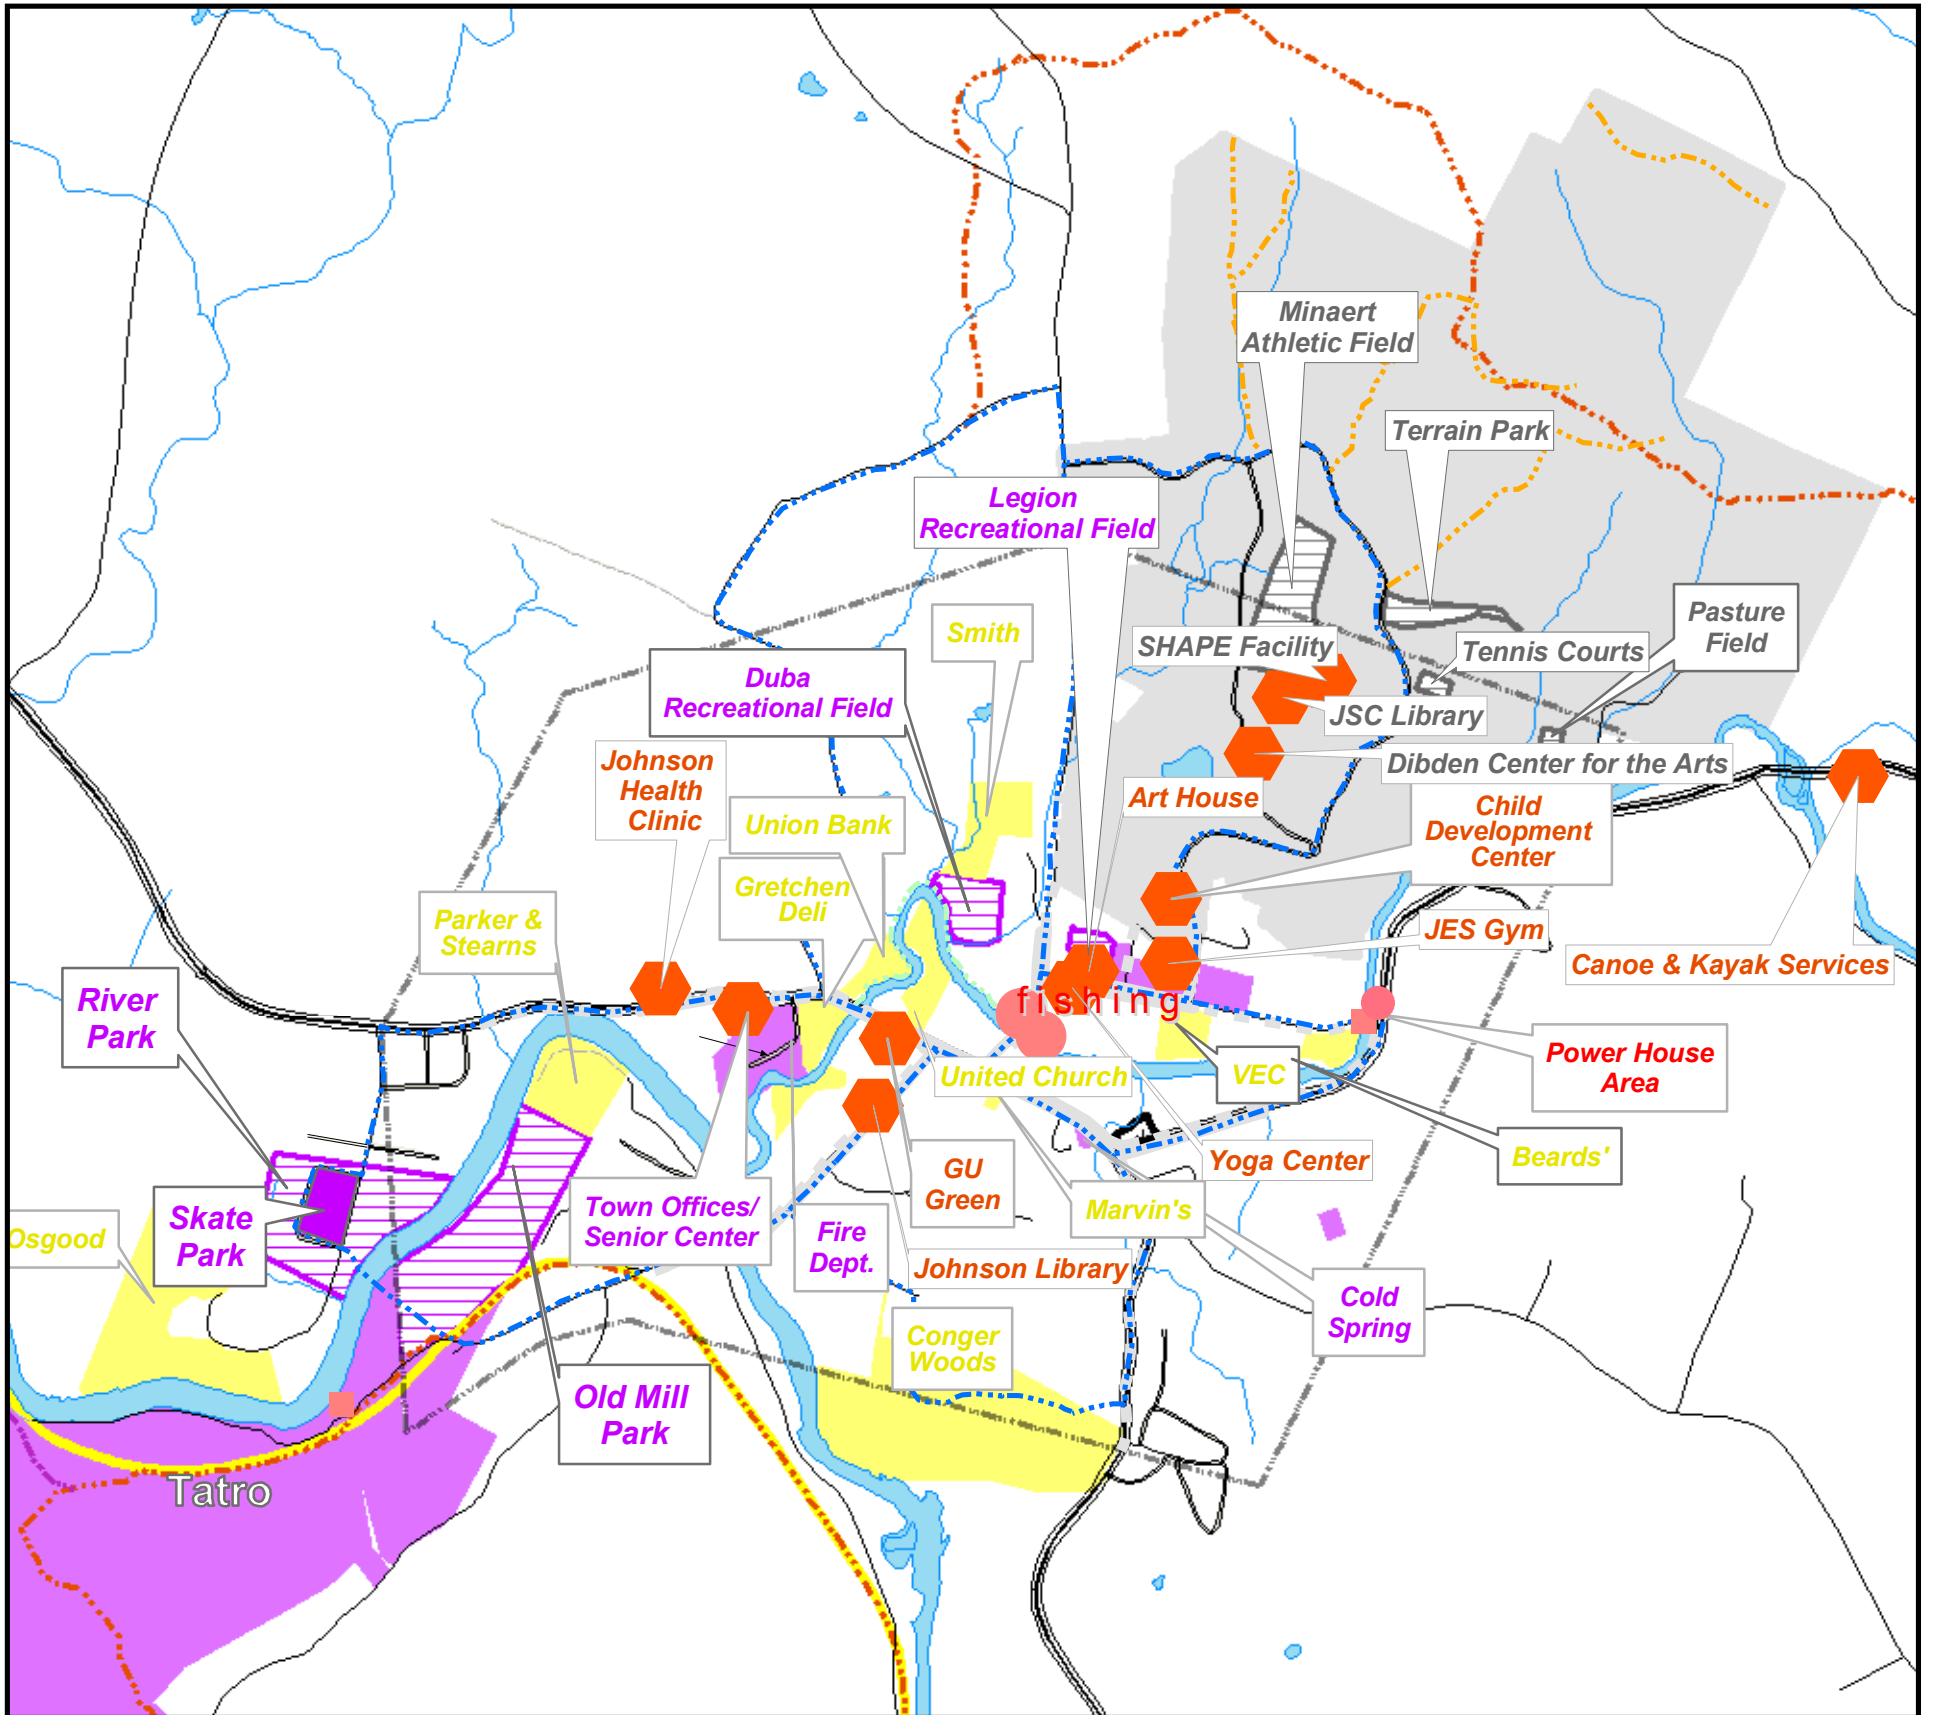 Minaert
Athletic Field
Terrain Park
Legion
Recreational Field
Pasture
Field
Smith
SHAPE Facility
Tennis Courts
Duba
Recreational Field
JSC Library
Johnson
Health
Clinic
Dibden Center for the Arts
Art House
Child
Development
Center
Union Bank
Gretchen
Deli
Parker &
Stearns
JES Gym
Canoe & Kayak Services
River
Park
fishing
Power House
Area
United Church
VEC
Beards'
Yoga Center
GU
Green
Skate
Park
Town Offices/
Senior Center
Marvin's
Osgood
Fire
Dept.
Johnson Library
Cold
Spring
Conger
Woods
Old Mill
Park
Tatro